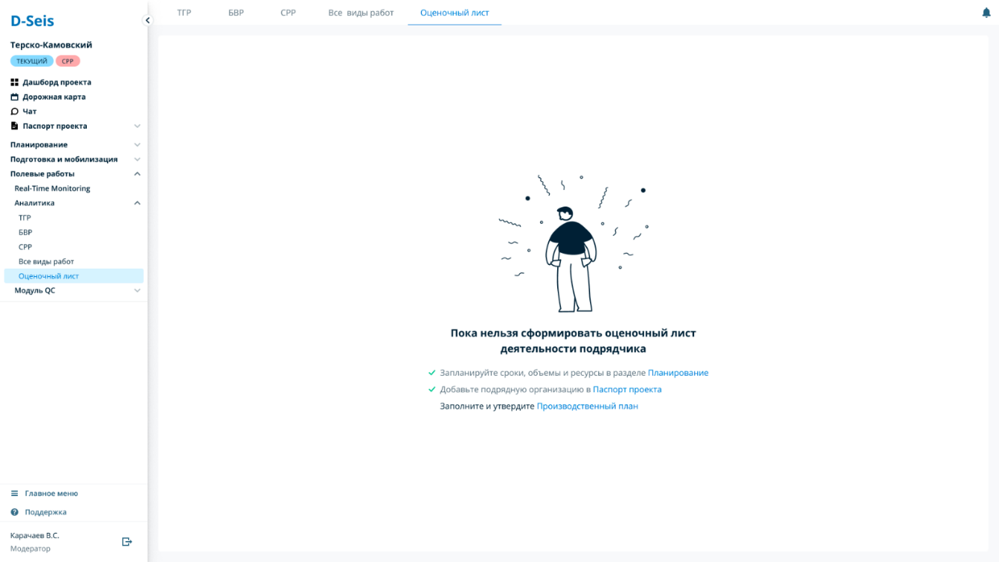 D-Seis
Терско-Камовский
ТЕКУЩИЙ СРР
Дашборд проекта
Дорожная карта
Чат
Паспорт проекта
Планирование
Подготовка и мобилизация
Полевые работы
Real-Time Monitoring
Аналитика
ТГР
БВР
СРР
Все виды работ
Оценочный лист
Модуль QC
Главное меню
Поддержка
Карачаев В.С.
Модератор
ТГР БВР СРР Все виды работ Оценочный лист
Пока нельзя сформировать оценочный лист
деятельности подрядчика
Запланируйте сроки, объемы и ресурсы в разделе Планирование
Добавьте подрядную организацию в Паспорт проекта
Заполните и утвердите Производственный план